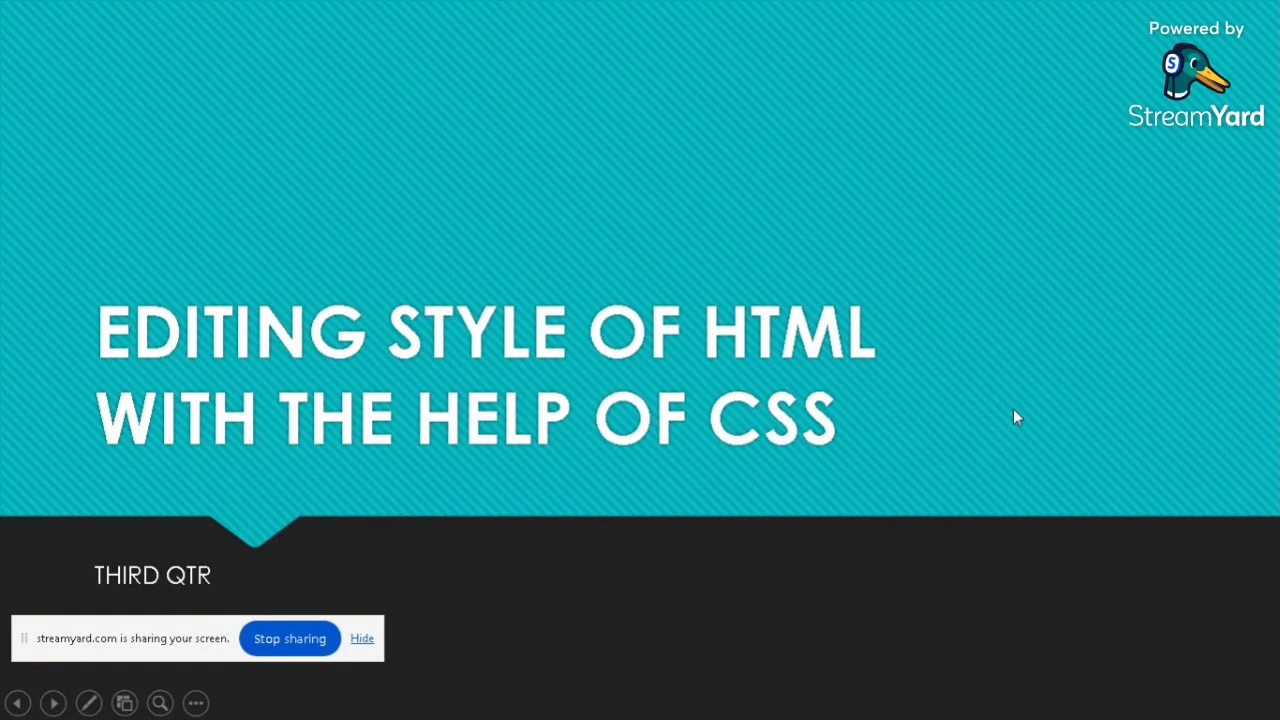 Powered by
S
StreamYard
EDITING STYLE OF HTML
WITH THE HELP OF CSS
THIRD QTR
streamyard.com is sharing your screen. Stop sharing Hide